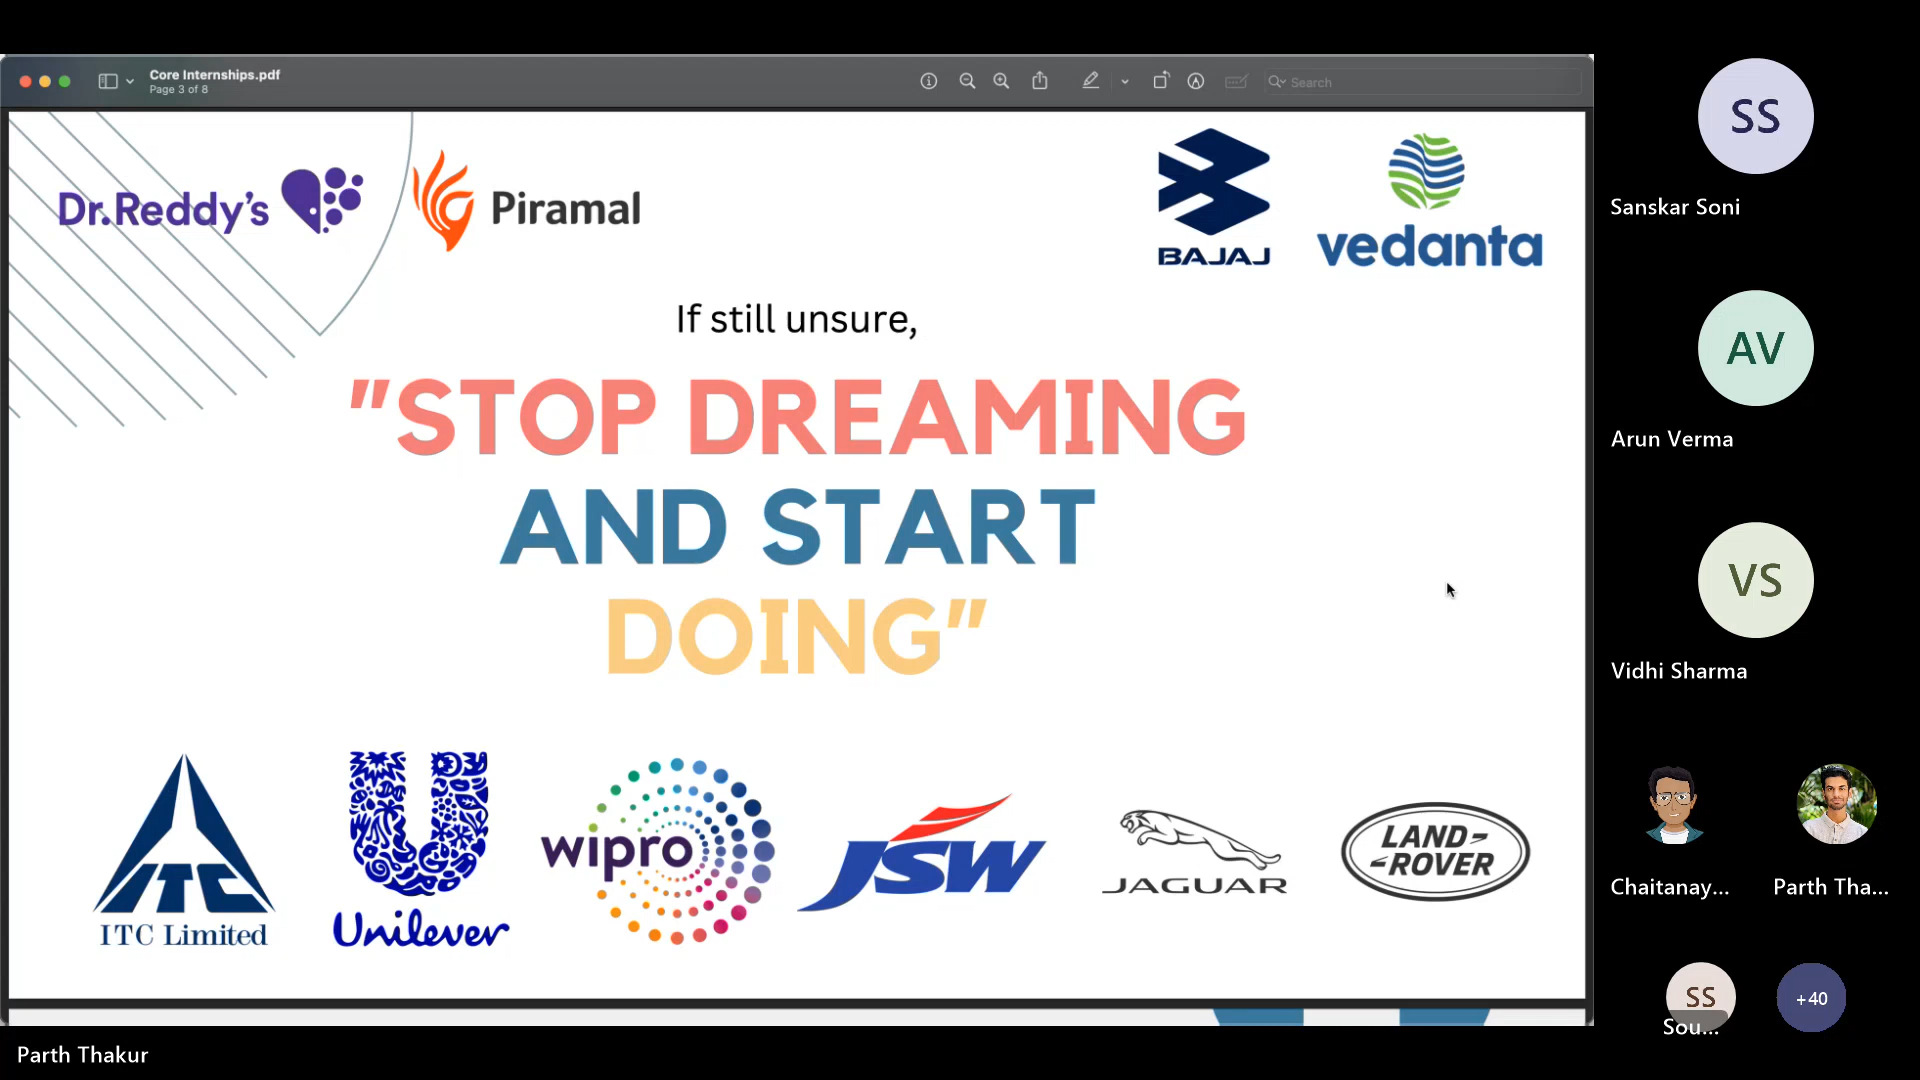 Core Internships.pdf
Page 3 of 8
Search
Dr.Reddy's
Piramal
BAJAJ
vedanta
If still unsure,
"STOP DREAMING
AND START
DOING"
ITC
ITC Limited
Unilever
wipro
JSW
JAGUAR
LAND-
-ROVER
SS
Sanskar Soni
AV
Arun Verma
VS
Vidhi Sharma
Chaitanay...
Parth Tha...
SS
Sou...
+40
Parth Thakur